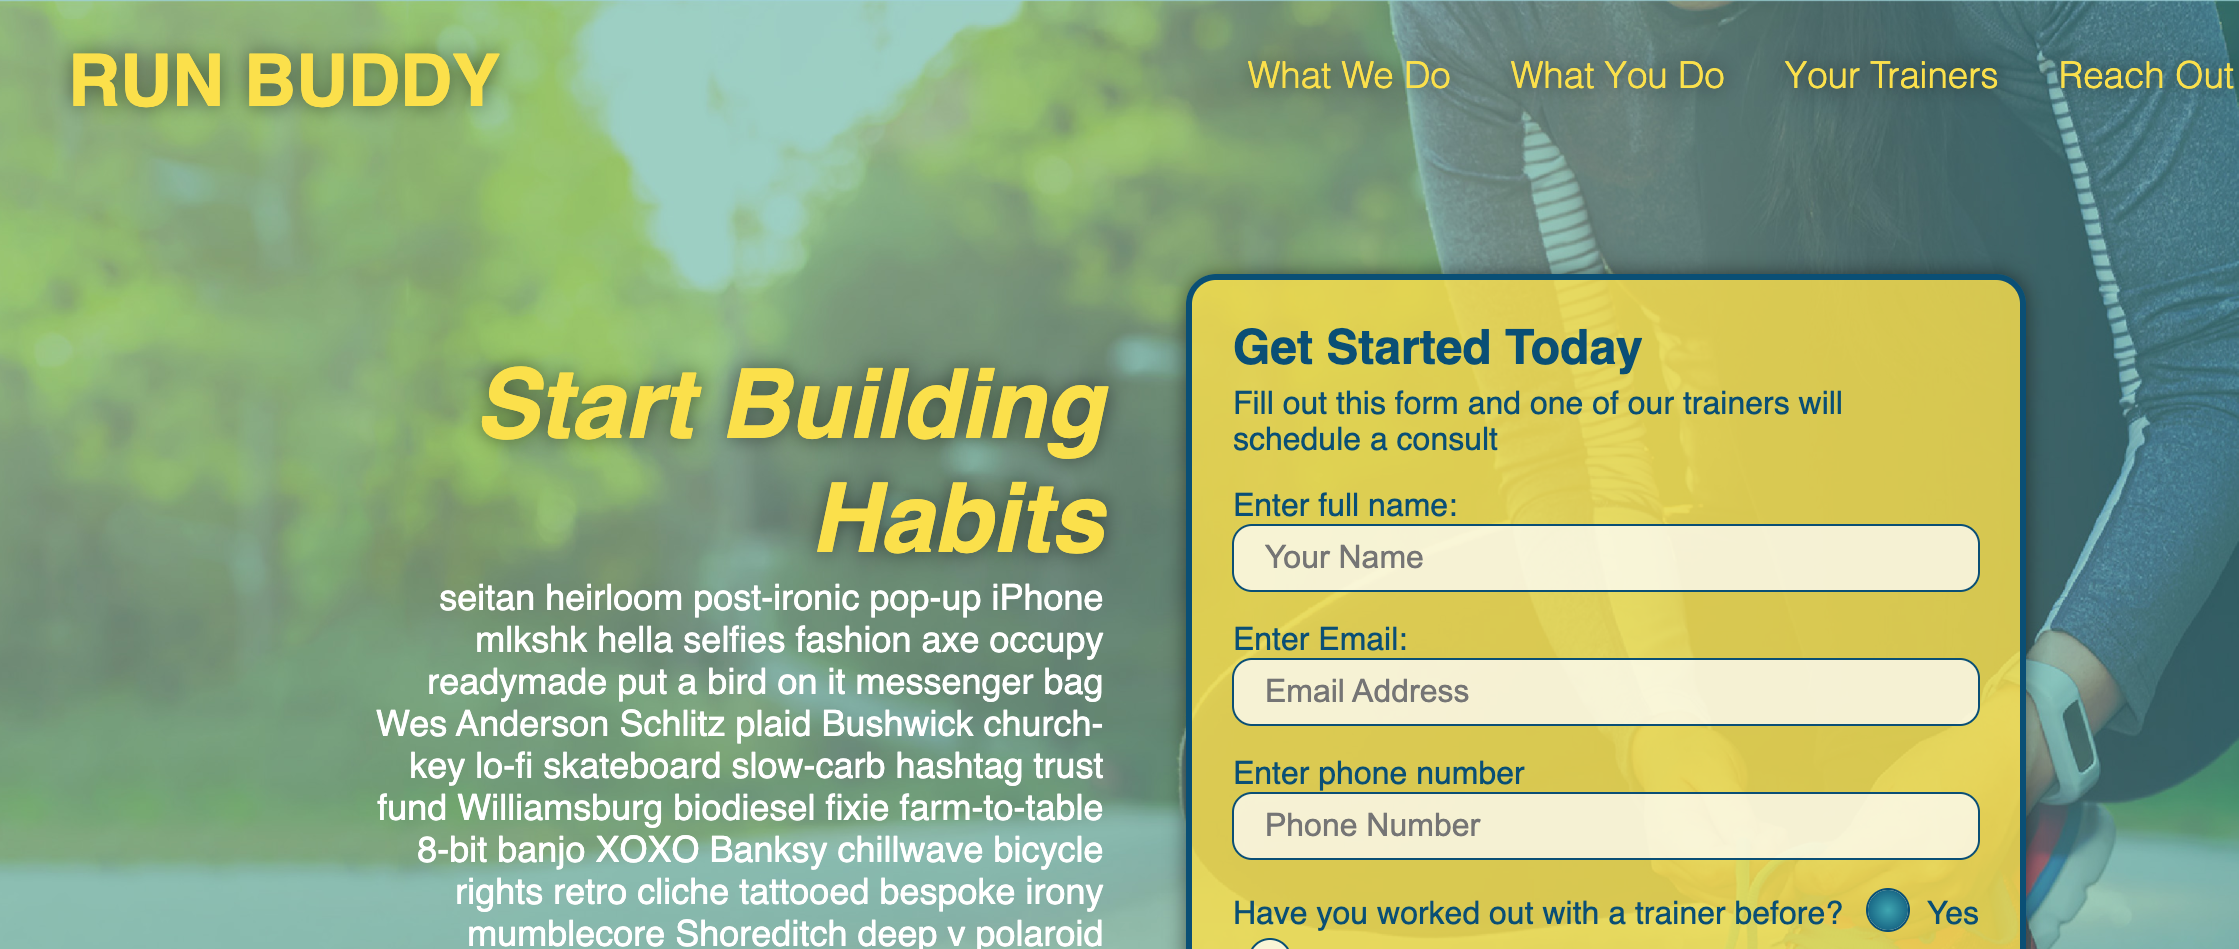 RUN BUDDY
What We Do
What You Do
Your Trainers
Reach Out
Start Building
Habits
seitan heirloom post-ironic pop-up iPhone
mlkshk hella selfies fashion axe occupy
readymade put a bird on it messenger bag
Wes Anderson Schlitz plaid Bushwick church-
key lo-fi skateboard slow-carb hashtag trust
fund Williamsburg biodiesel fixie farm-to-table
8-bit banjo XOXO Banksy chillwave bicycle
rights retro cliche tattooed bespoke irony
mumblecore Shoreditch deep v polaroid
Get Started Today
Fill out this form and one of our trainers will
schedule a consult
Enter full name:
Your Name
Enter Email:
Email Address
Enter phone number
Phone Number
Have you worked out with a trainer before? Yes